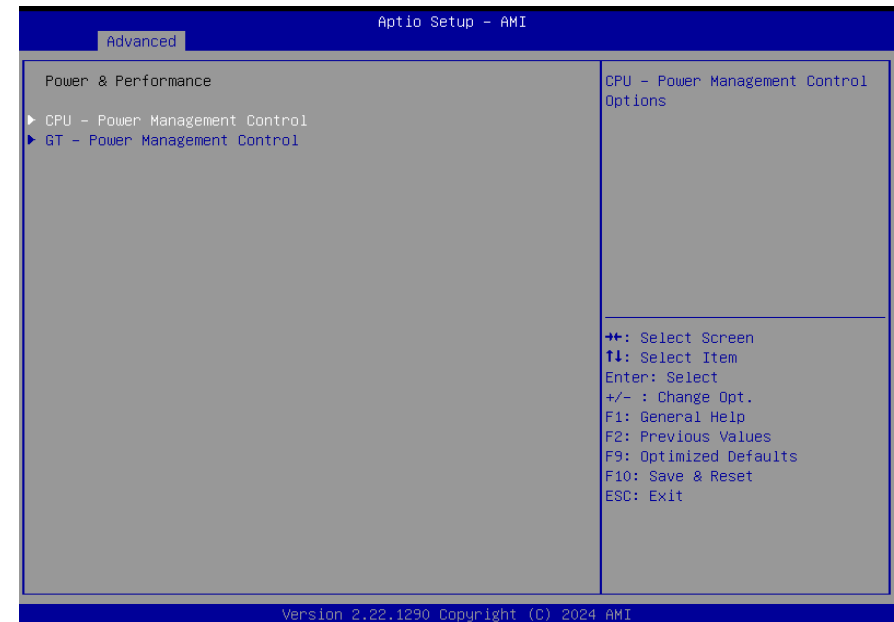 Aptio Setup – AMI
Advanced
Power & Performance
▶ CPU – Power Management Control
▶ GT – Power Management Control
CPU – Power Management Control
Options
→←: Select Screen
↑↓: Select Item
Enter: Select
+/- : Change Opt.
F1: General Help
F2: Previous Values
F9: Optimized Defaults
F10: Save & Reset
ESC: Exit
Version 2.22.1290 Copyright (C) 2024 AMI